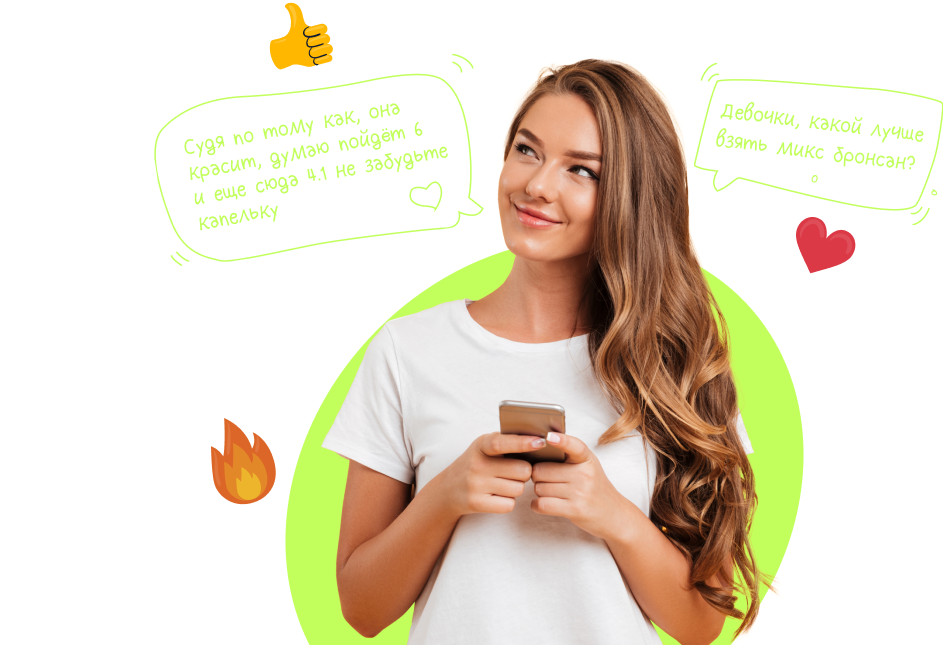 Судя по тому как, она
красит, думаю пойдёт 6
и еще сюда 4.1 не забудьте
капельку
Девочки, какой лучше
взять микс бронсан?